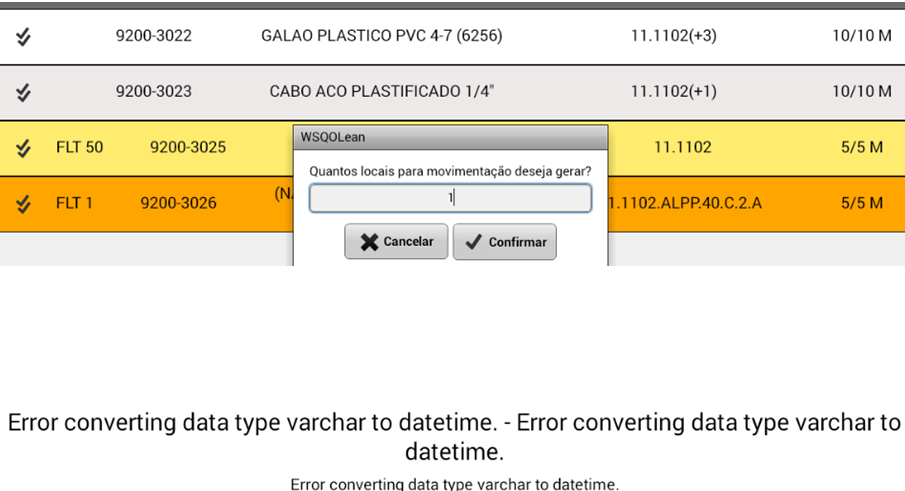 9200-3022 GALAO PLASTICO PVC 4-7 (6256) 11.1102(+3) 10/10 M
9200-3023 CABO ACO PLASTIFICADO 1/4" 11.1102(+1) 10/10 M
WSQOLean
FLT 50 9200-3025 11.1102 5/5 M
Quantos locais para movimentação deseja gerar?
1
FLT 1 9200-3026 (N 1.1102.ALPP.40.C.2.A 5/5 M
Cancelar Confirmar
Error converting data type varchar to datetime. - Error converting data type varchar to
datetime.
Error converting data type varchar to datetime.